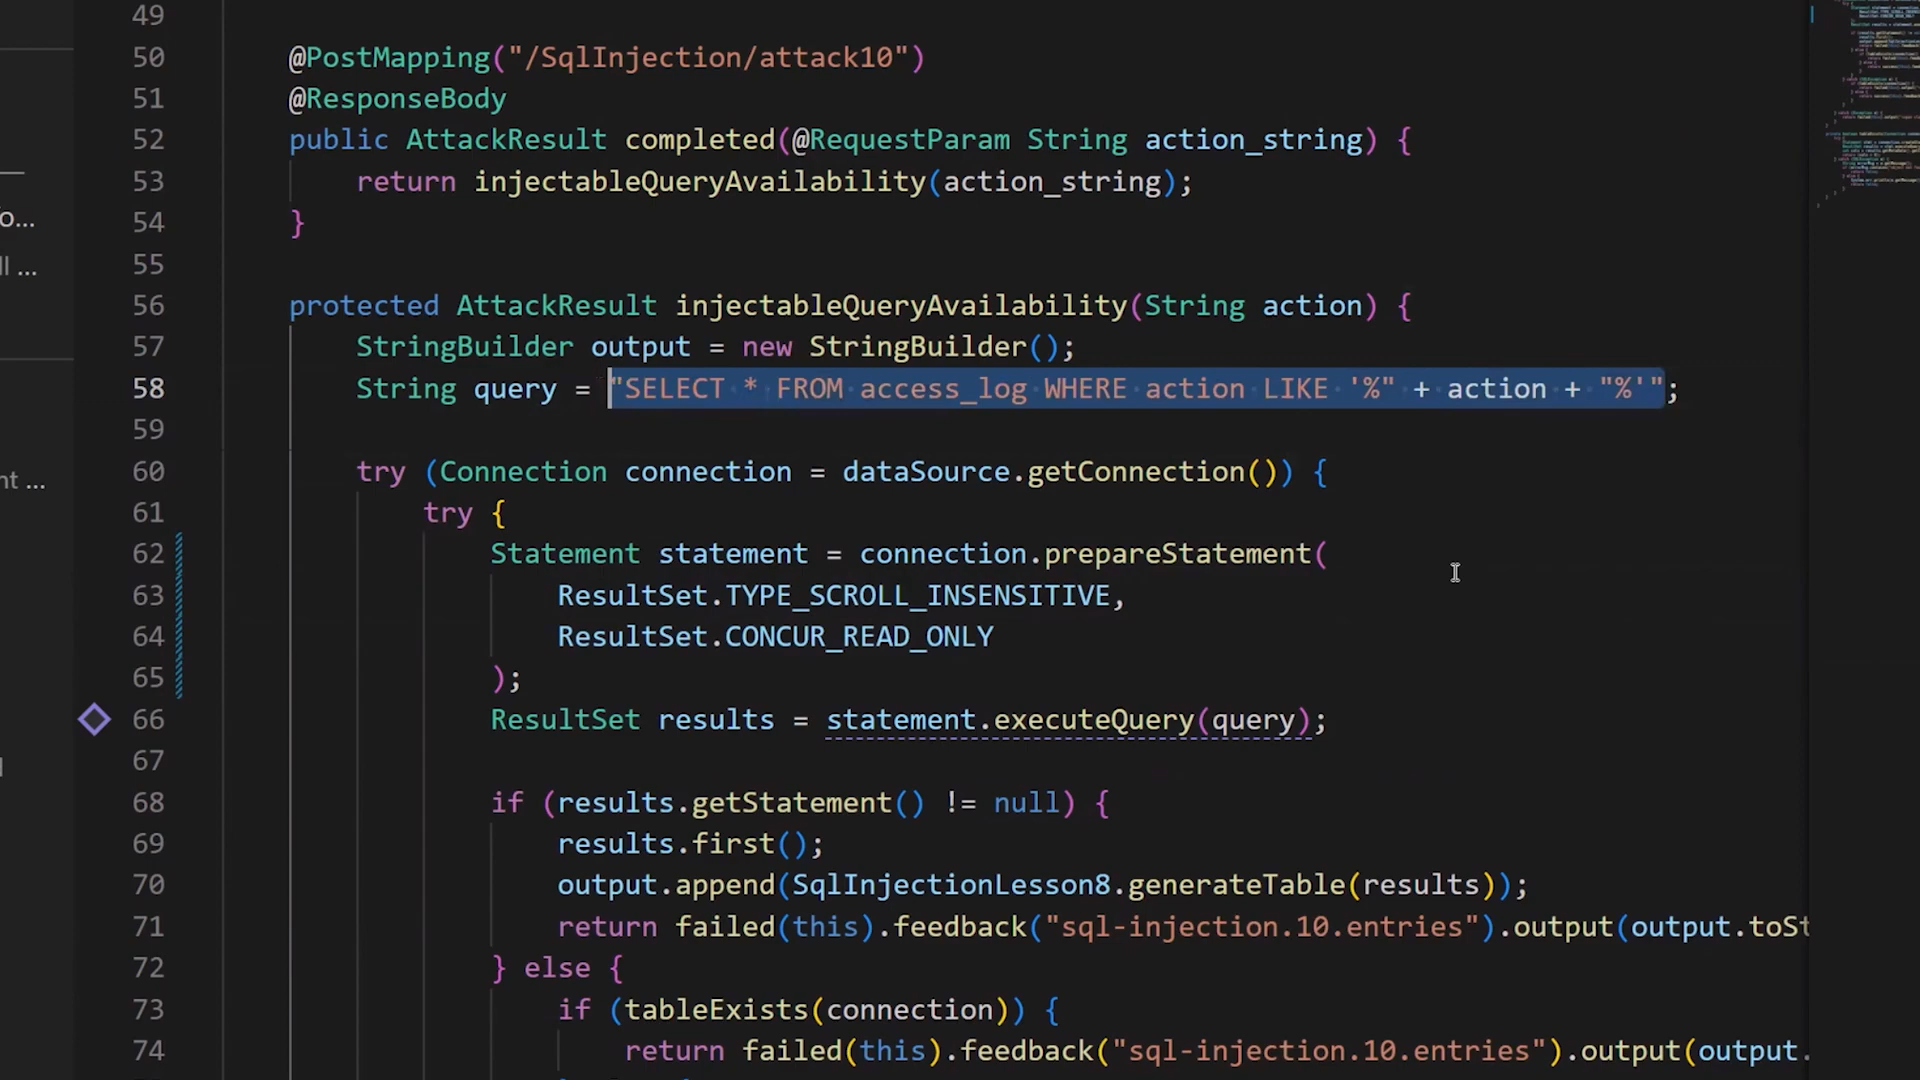 49
50 @PostMapping("/SqlInjection/attack10")
51 @ResponseBody
52 public AttackResult completed(@RequestParam String action_string) {
53 return injectableQueryAvailability(action_string);
54 }
55
56 protected AttackResult injectableQueryAvailability(String action) {
57 StringBuilder output = new StringBuilder();
58 String query = "SELECT * FROM access_log WHERE action LIKE '%" + action + "%'";
59
60 try (Connection connection = dataSource.getConnection()) {
61 try {
62 Statement statement = connection.prepareStatement(
63 ResultSet.TYPE_SCROLL_INSENSITIVE,
64 ResultSet.CONCUR_READ_ONLY
65 );
66 ResultSet results = statement.executeQuery(query);
67
68 if (results.getStatement() != null) {
69 results.first();
70 output.append(SqlInjectionLesson8.generateTable(results));
71 return failed(this).feedback("sql-injection.10.entries").output(output.toSt
72 } else {
73 if (tableExists(connection)) {
74 return failed(this).feedback("sql-injection.10.entries").output(output.